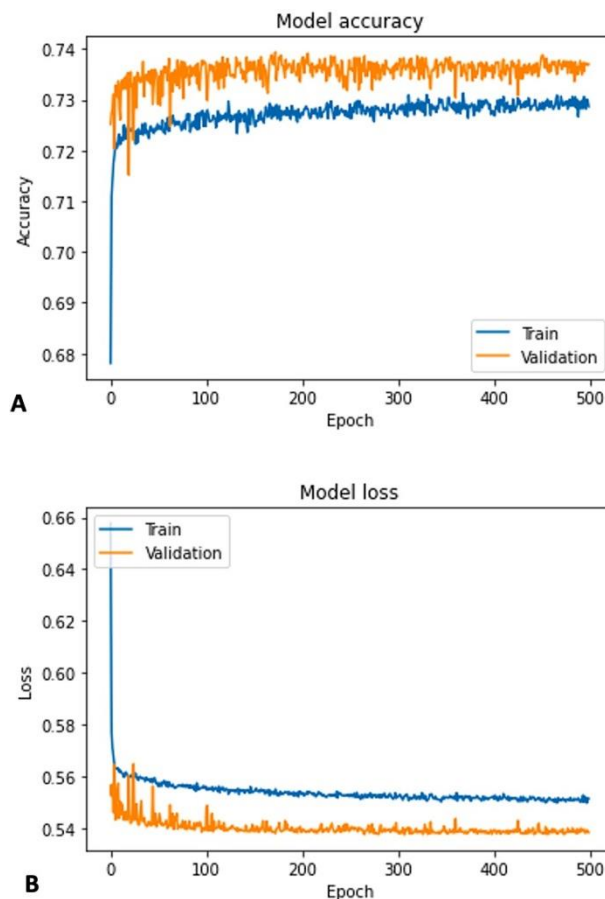 Model accuracy
0.74
0.73
0.72
0.71
0.70
0.69
0.68
Accuracy
Train
Validation
0 100 200 300 400 500
Epoch
A
Model loss
0.66
0.64
0.62
0.60
0.58
0.56
0.54
Loss
Train
Validation
0 100 200 300 400 500
Epoch
B